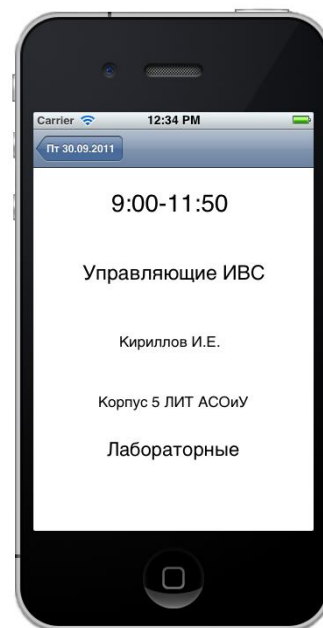 Carrier 12:34 PM
Пт 30.09.2011
9:00-11:50
Управляющие ИВС
Кириллов И.Е.
Корпус 5 ЛИТ АСОиУ
Лабораторные